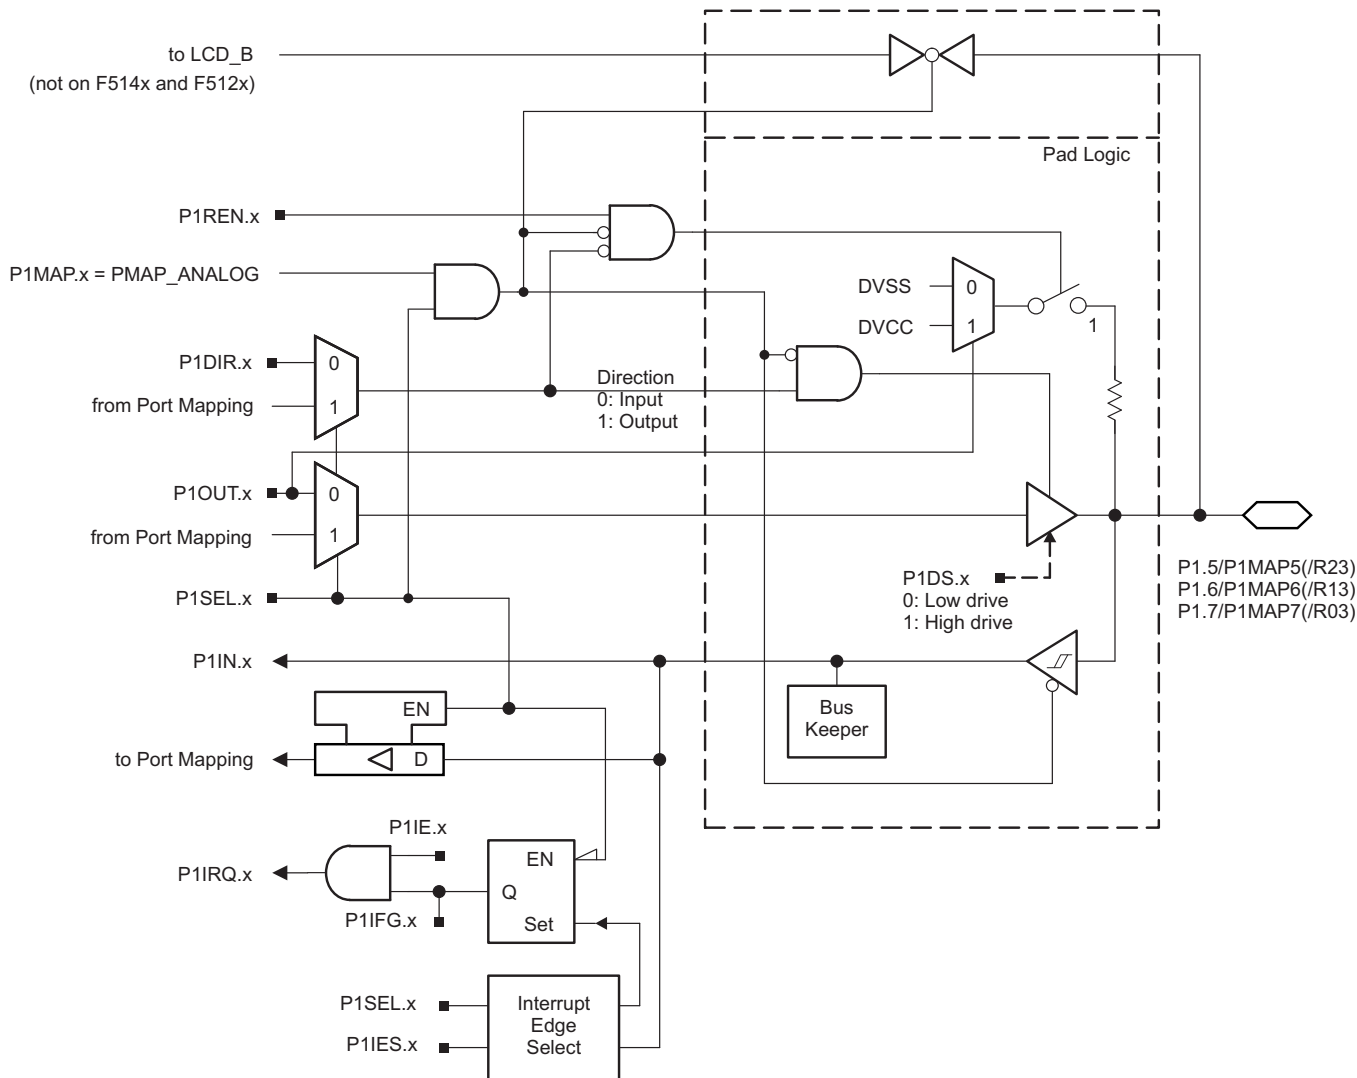 to LCD_B
(not on F514x and F512x)
Pad Logic
P1REN.x
P1MAP.x = PMAP_ANALOG
DVSS
0
DVCC
1
1
P1DIR.x
0
from Port Mapping
1
Direction
0: Input
1: Output
P1OUT.x
0
from Port Mapping
1
P1SEL.x
P1DS.x
0: Low drive
1: High drive
P1.5/P1MAP5(/R23)
P1.6/P1MAP6(/R13)
P1.7/P1MAP7(/R03)
P1IN.x
Bus
Keeper
EN
to Port Mapping
D
P1IE.x
EN
P1IRQ.x
Q
P1IFG.x
Set
P1SEL.x
P1IES.x
Interrupt
Edge
Select